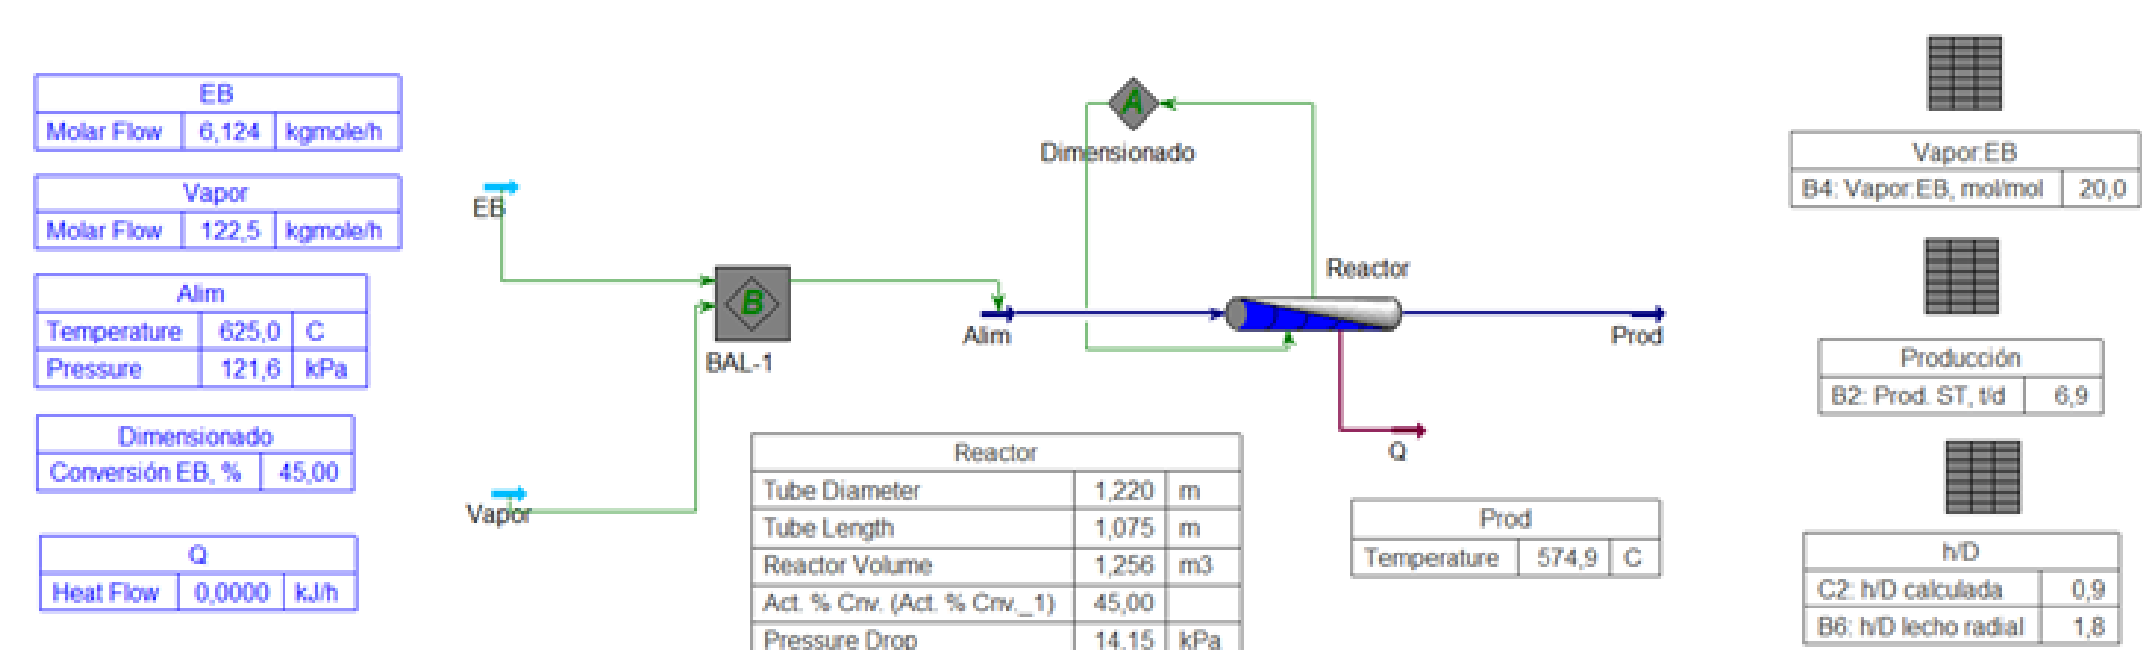 EB
Molar Flow 6,124 kgmole/h
Vapor
Molar Flow 122,5 kgmole/h
Alim
Temperature 625,0 C
Pressure 121,6 kPa
Dimensionado
Conversión EB, % 45,00
Q
Heat Flow 0,0000 kJ/h
EB
Vapor
B
BAL-1
Alim
A
Dimensionado
Reactor
Prod
Q
Reactor
Tube Diameter 1,220 m
Tube Length 1,075 m
Reactor Volume 1,256 m3
Act. % Cnv. (Act. % Cnv._1) 45,00
Pressure Drop 14,15 kPa
Prod
Temperature 574,9 C
Vapor:EB
B4: Vapor:EB, mol/mol 20,0
Producción
B2: Prod. ST, t/d 6,9
h/D
C2: h/D calculada 0,9
B6: h/D lecho radial 1,8